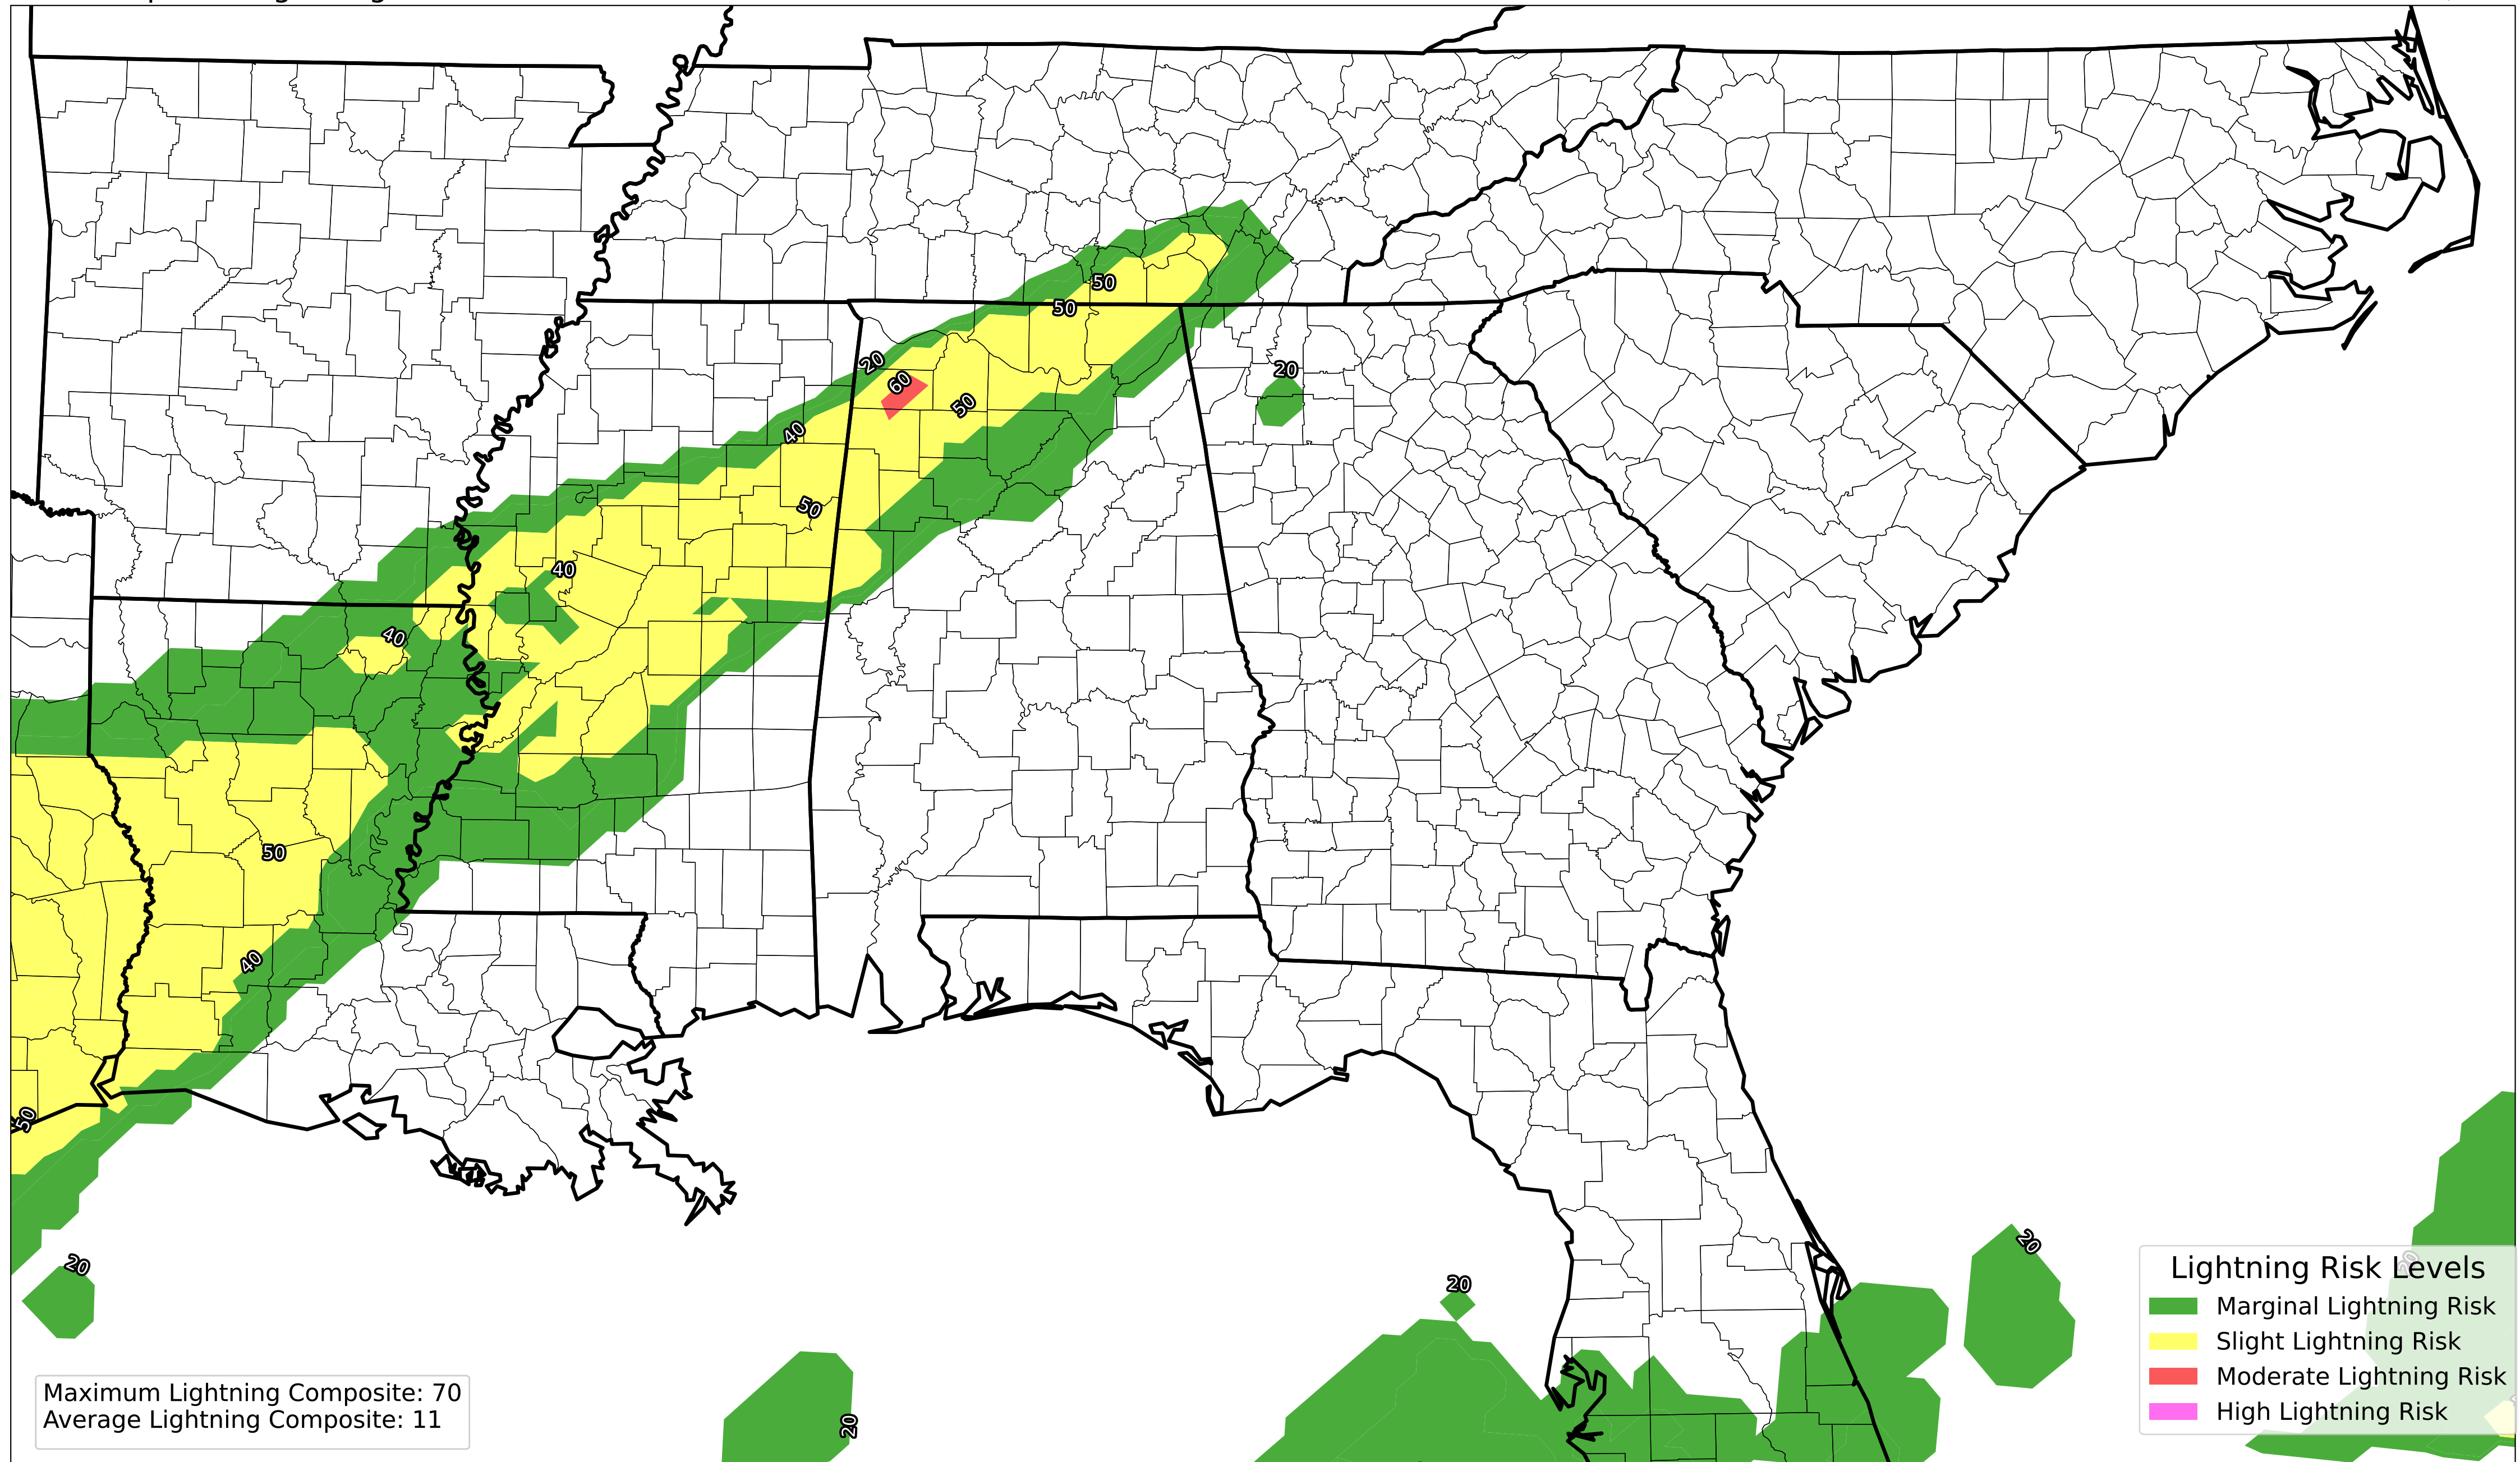 50
50
20
60
20
50
40
50
40
40
50
40
50
20
20
20
20
20
Lightning Risk Levels
Marginal Lightning Risk
Slight Lightning Risk
Moderate Lightning Risk
High Lightning Risk
Maximum Lightning Composite: 70
Average Lightning Composite: 11